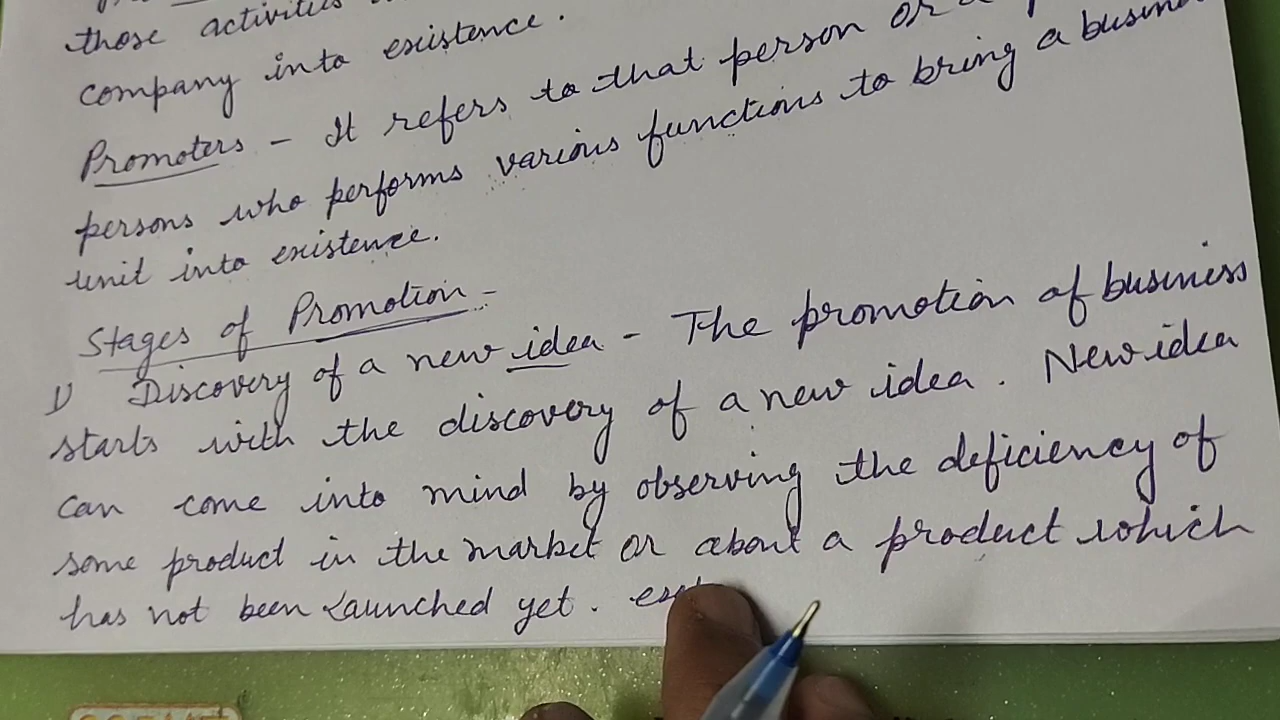 those activities
company into existence.
Promoters - It refers to that person or a
persons who performs various functions to bring a business
unit into existence.
Stages of Promotion -
1) Discovery of a new idea - The promotion of business
starts with the discovery of a new idea. New idea
can come into mind by observing the deficiency of
some product in the market or about a product which
has not been launched yet.